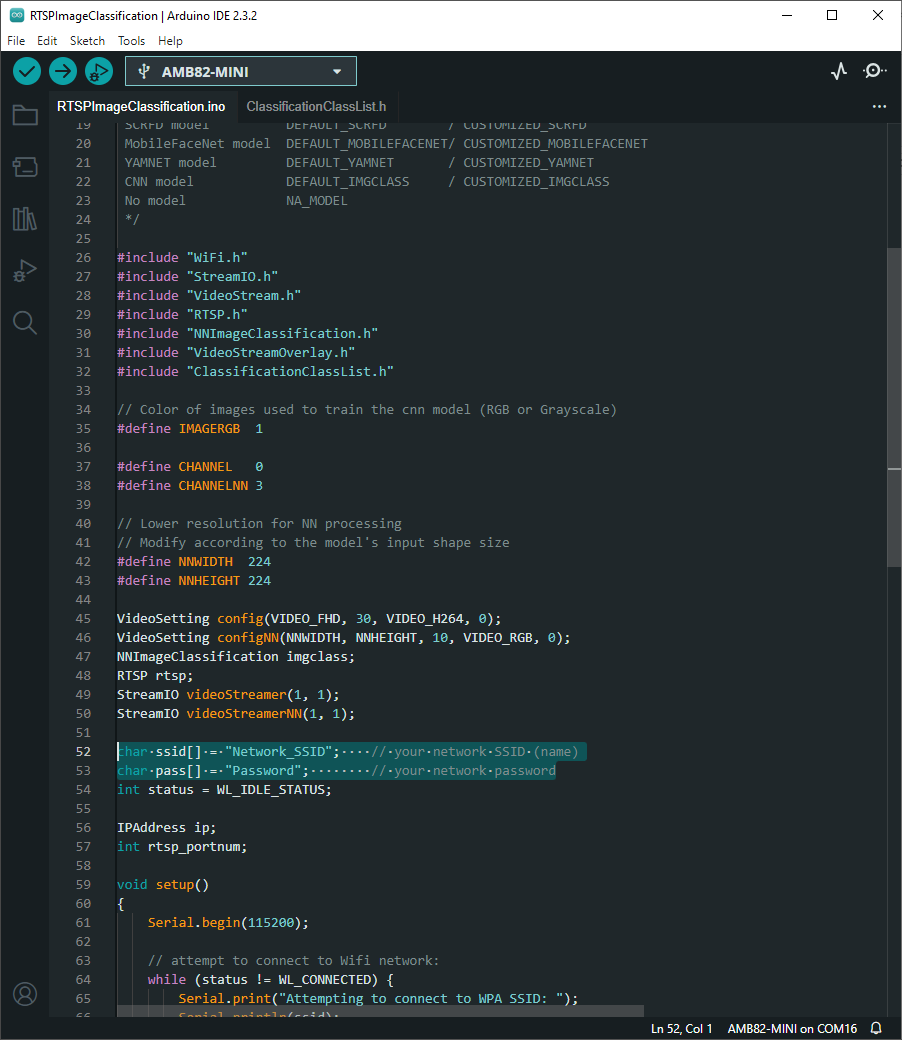 RTSPImageClassification | Arduino IDE 2.3.2
File Edit Sketch Tools Help
AMB82-MINI
RTSPImageClassification.ino ClassificationClassList.h
19 SCRFD model DEFAULT_SCRFD / CUSTOMIZED_SCRFD
20 MobileFaceNet model DEFAULT_MOBILEFACENET/ CUSTOMIZED_MOBILEFACENET
21 YAMNET model DEFAULT_YAMNET / CUSTOMIZED_YAMNET
22 CNN model DEFAULT_IMGCLASS / CUSTOMIZED_IMGCLASS
23 No model NA_MODEL
24 */
25
26 #include "WiFi.h"
27 #include "StreamIO.h"
28 #include "VideoStream.h"
29 #include "RTSP.h"
30 #include "NNImageClassification.h"
31 #include "VideoStreamOverlay.h"
32 #include "ClassificationClassList.h"
33
34 // Color of images used to train the cnn model (RGB or Grayscale)
35 #define IMAGERGB 1
36
37 #define CHANNEL 0
38 #define CHANNELNN 3
39
40 // Lower resolution for NN processing
41 // Modify according to the model's input shape size
42 #define NNWIDTH 224
43 #define NNHEIGHT 224
44
45 VideoSetting config(VIDEO_FHD, 30, VIDEO_H264, 0);
46 VideoSetting configNN(NNWIDTH, NNHEIGHT, 10, VIDEO_RGB, 0);
47 NNImageClassification imgclass;
48 RTSP rtsp;
49 StreamIO videoStreamer(1, 1);
50 StreamIO videoStreamerNN(1, 1);
51
52 char ssid[] = "Network_SSID"; // your network SSID (name)
53 char pass[] = "Password"; // your network password
54 int status = WL_IDLE_STATUS;
55
56 IPAddress ip;
57 int rtsp_portnum;
58
59 void setup()
60 {
61 Serial.begin(115200);
62
63 // attempt to connect to Wifi network:
64 while (status != WL_CONNECTED) {
65 Serial.print("Attempting to connect to WPA SSID: ");
66 Serial.println(ssid);
Ln 52, Col 1 AMB82-MINI on COM16